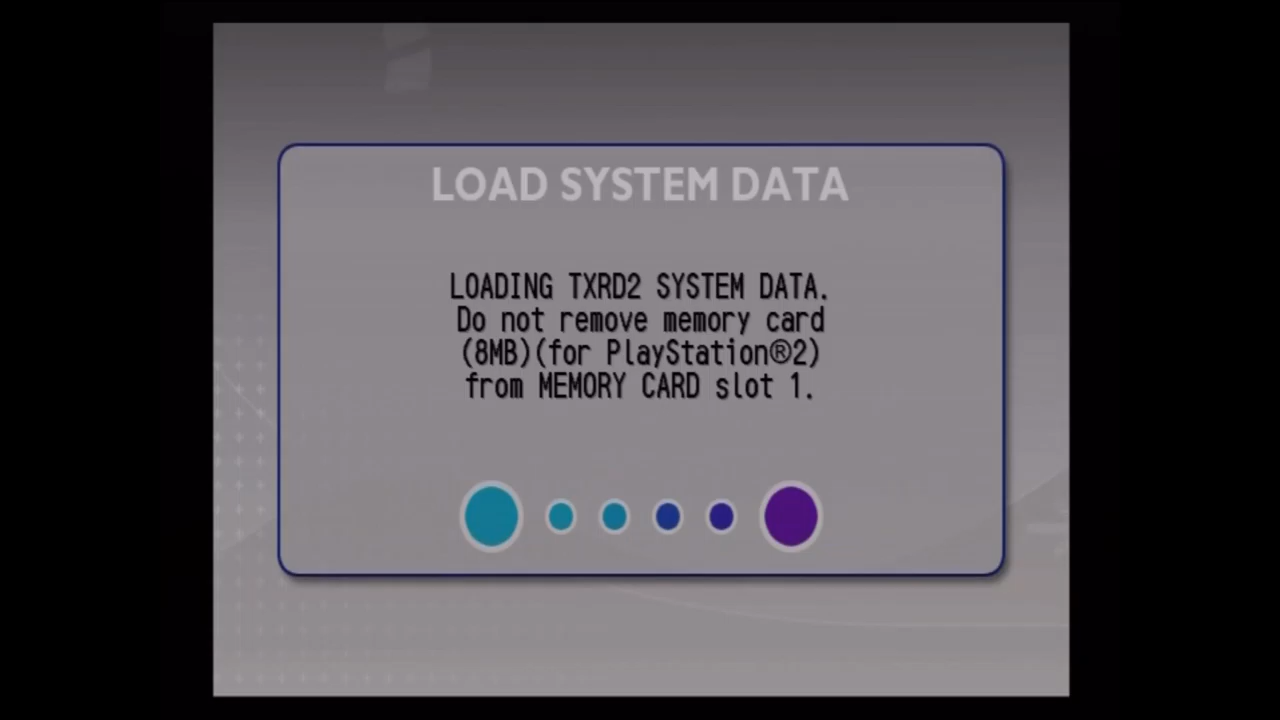 LOAD SYSTEM DATA
LOADING TXRD2 SYSTEM DATA.
Do not remove memory card
(8MB)(for PlayStation®2)
from MEMORY CARD slot 1.